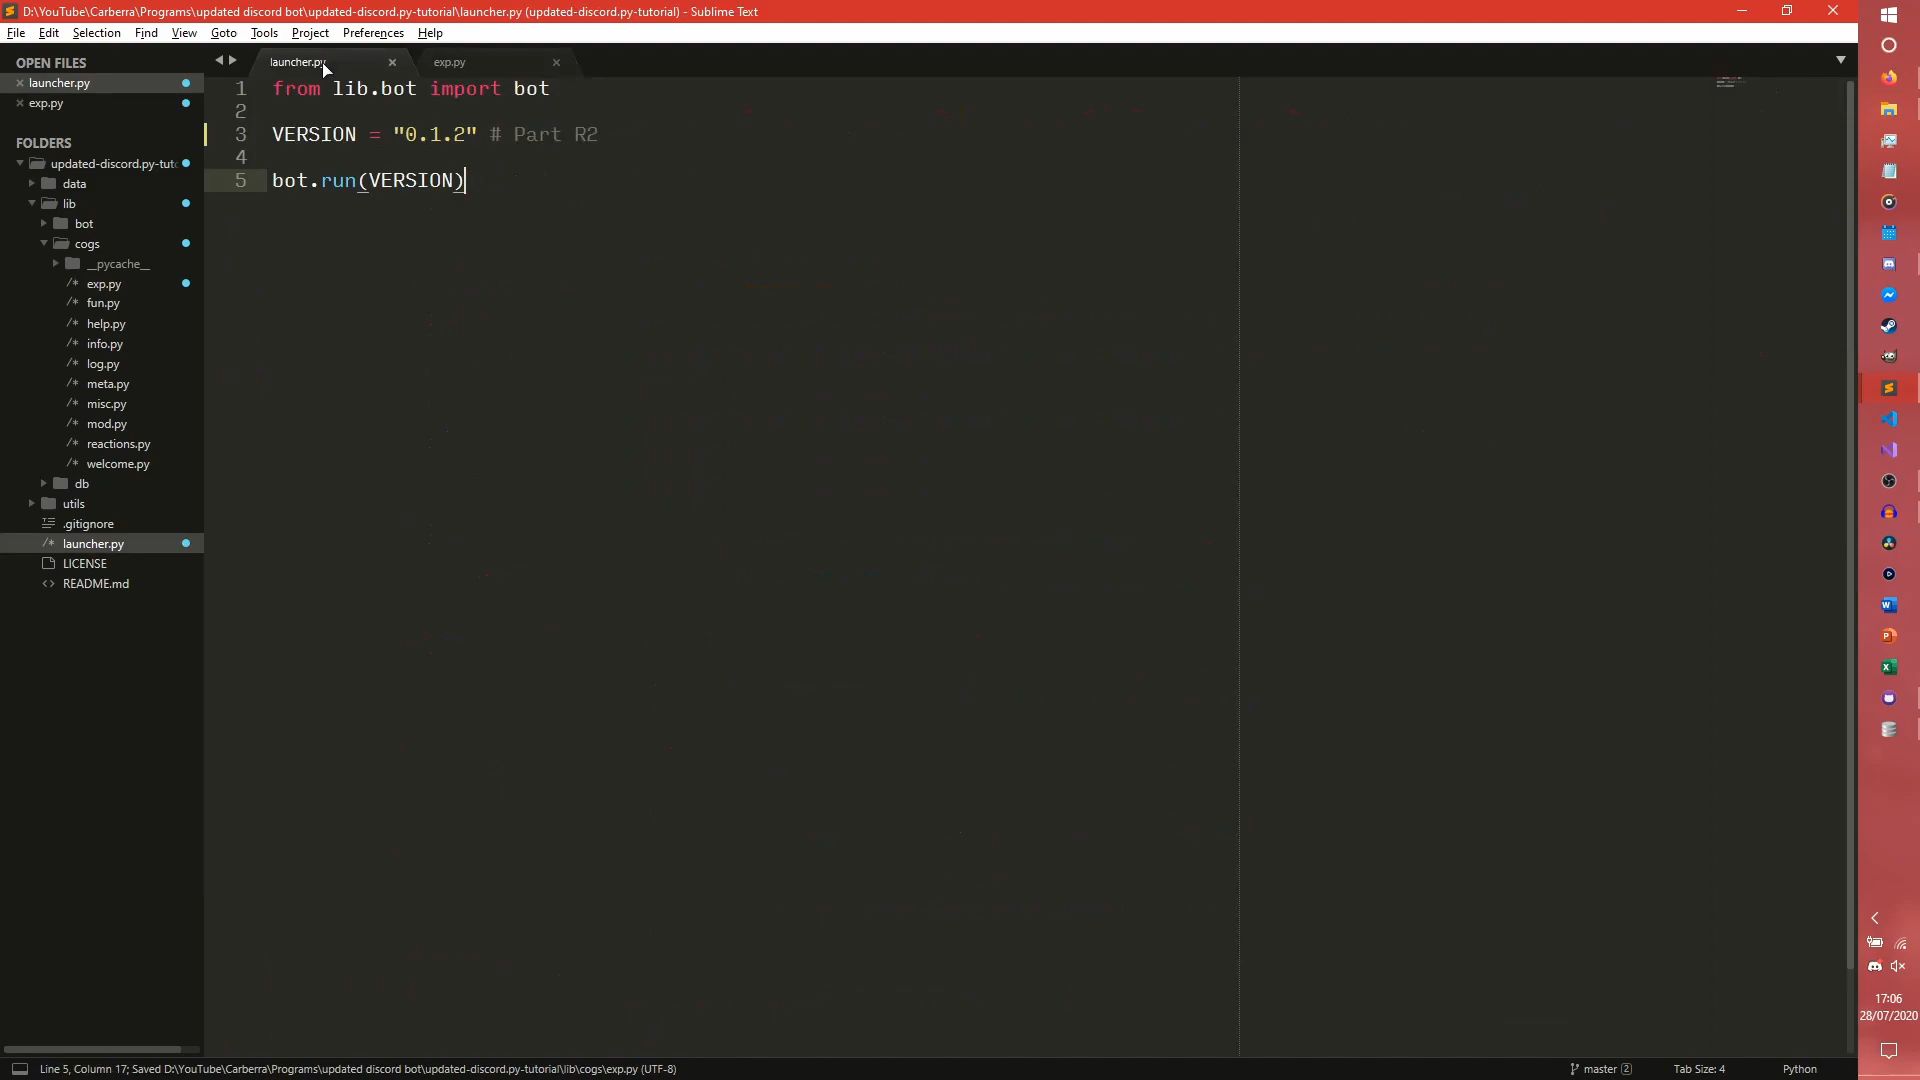 D:\YouTube\Carberra\Programs\updated discord bot\updated-discord.py-tutorial\launcher.py (updated-discord.py-tutorial) - Sublime Text
File Edit Selection Find View Goto Tools Project Preferences Help
OPEN FILES
launcher.py
exp.py
FOLDERS
updated-discord.py-tut
data
lib
bot
cogs
__pycache__
exp.py
fun.py
help.py
info.py
log.py
meta.py
misc.py
mod.py
reactions.py
welcome.py
db
utils
.gitignore
launcher.py
LICENSE
README.md
launcher.py exp.py
1 from lib.bot import bot
2
3 VERSION = "0.1.2" # Part R2
4
5 bot.run(VERSION)
Line 5, Column 17; Saved D:\YouTube\Carberra\Programs\updated discord bot\updated-discord.py-tutorial\lib\cogs\exp.py (UTF-8)
master 2
Tab Size: 4
Python
17:06
28/07/2020